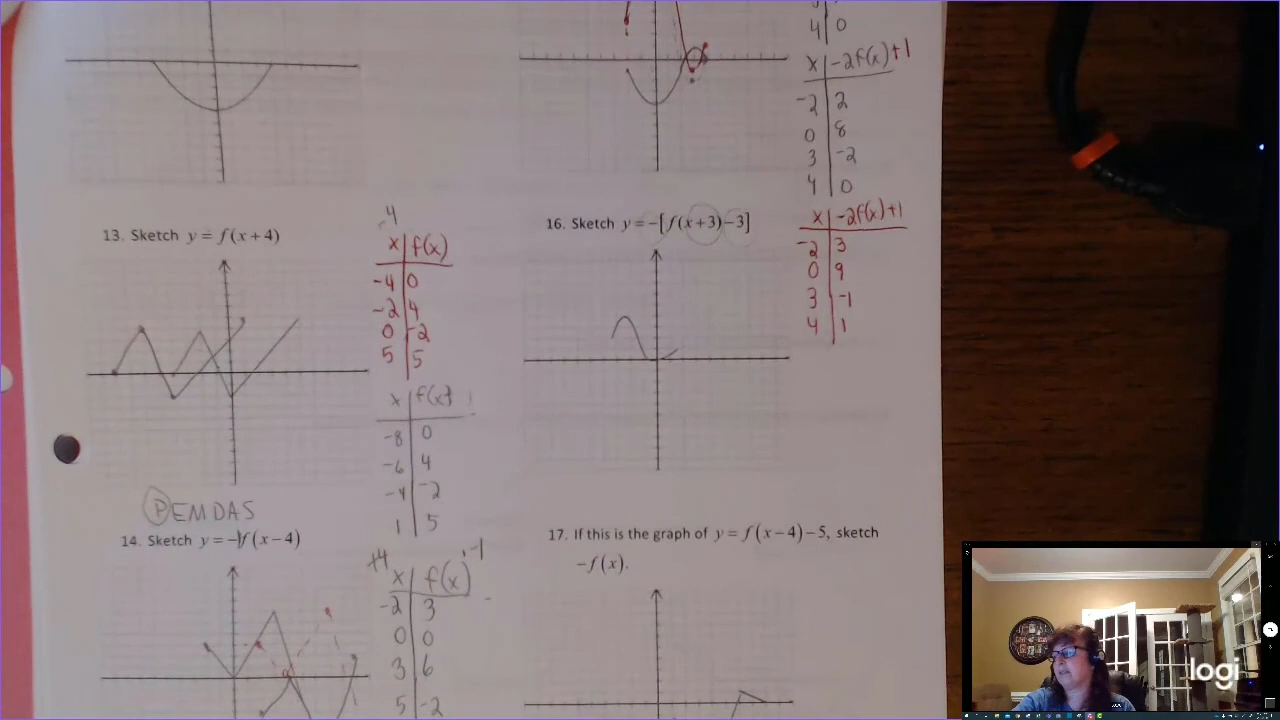 4 | 0
x | -2f(x)+1
-2 | 2
0 | 8
3 | -2
4 | 0
13. Sketch y = f(x+4)
-4
x | f(x)
-4 | 0
-2 | 4
0 | -2
5 | 5
x | f(x)
-8 | 0
-6 | 4
-4 | -2
1 | 5
PEMDAS
14. Sketch y = -1f(x-4)
+4
x | f(x) · -1
-2 | 3
0 | 0
3 | 6
5 | -2
16. Sketch y = -[f(x+3)-3]
x | -2f(x)+1
-2 | 3
0 | 9
3 | -1
4 | 1
17. If this is the graph of y = f(x-4)-5, sketch
-f(x).
logi